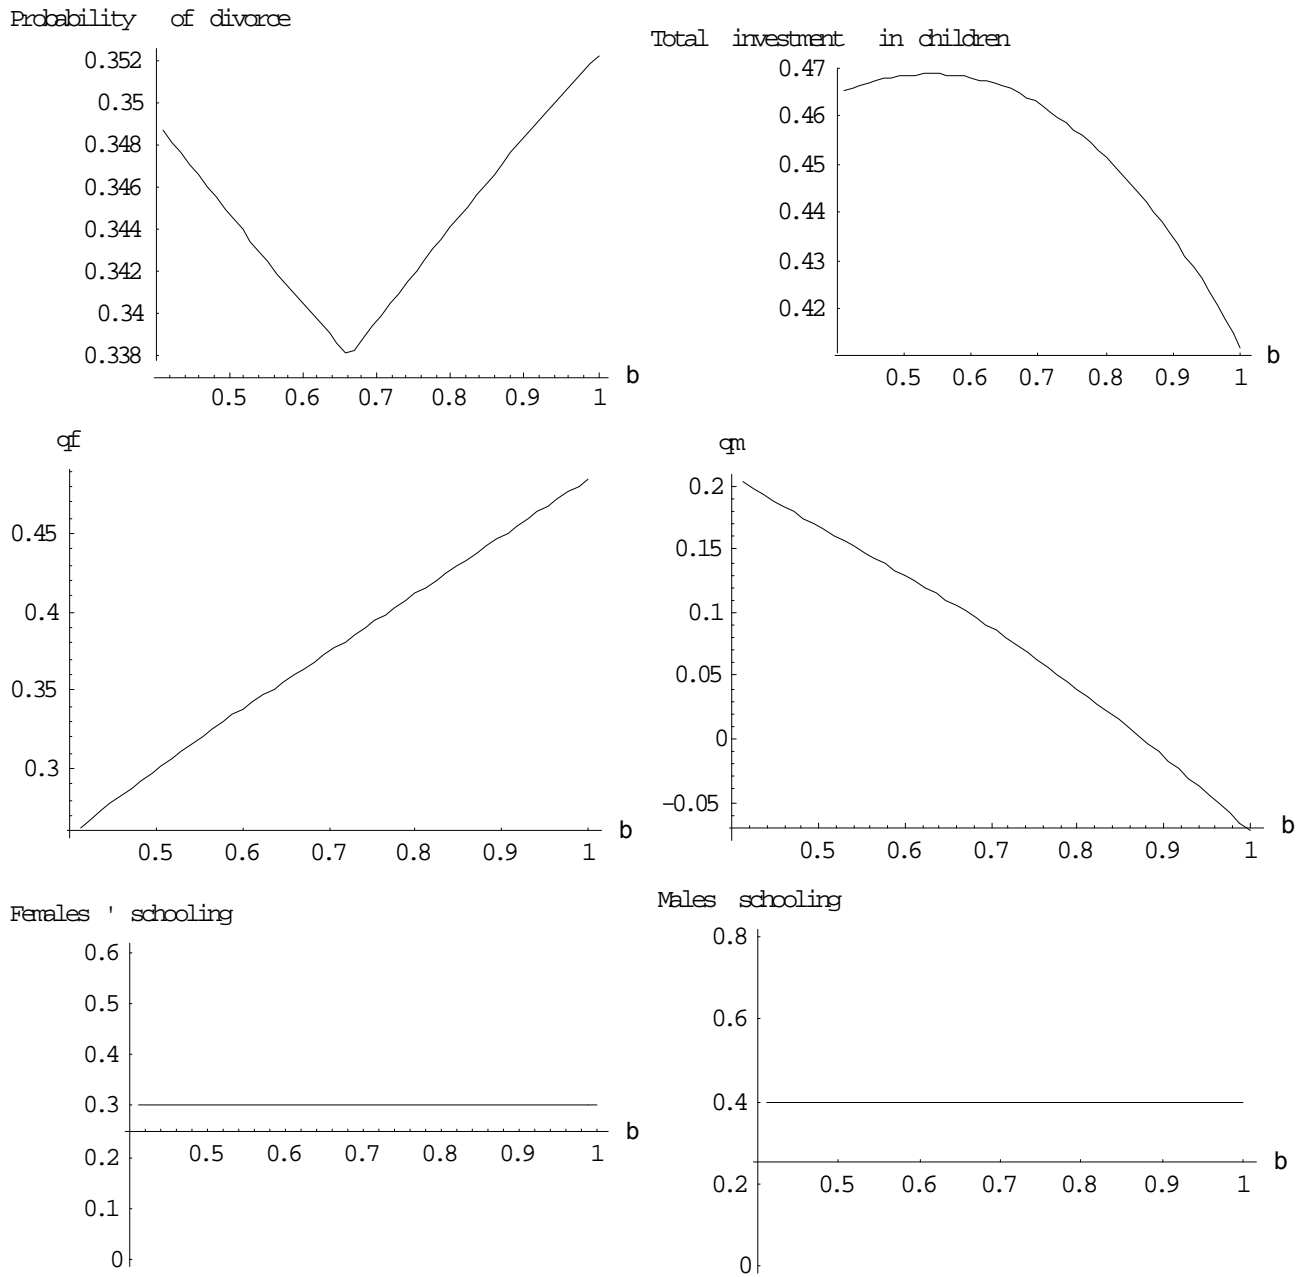 Probability of divorce
0.352
0.35
0.348
0.346
0.344
0.342
0.34
0.338
0.5 0.6 0.7 0.8 0.9 1
b
Total investment in children
0.47
0.46
0.45
0.44
0.43
0.42
0.5 0.6 0.7 0.8 0.9 1
b
qf
0.45
0.4
0.35
0.3
0.5 0.6 0.7 0.8 0.9 1
b
qm
0.2
0.15
0.1
0.05
0
-0.05
0.5 0.6 0.7 0.8 0.9 1
b
Females ' schooling
0.6
0.5
0.4
0.3
0.2
0.1
0
0.5 0.6 0.7 0.8 0.9 1
b
Males schooling
0.8
0.6
0.4
0.2
0
0.5 0.6 0.7 0.8 0.9 1
b